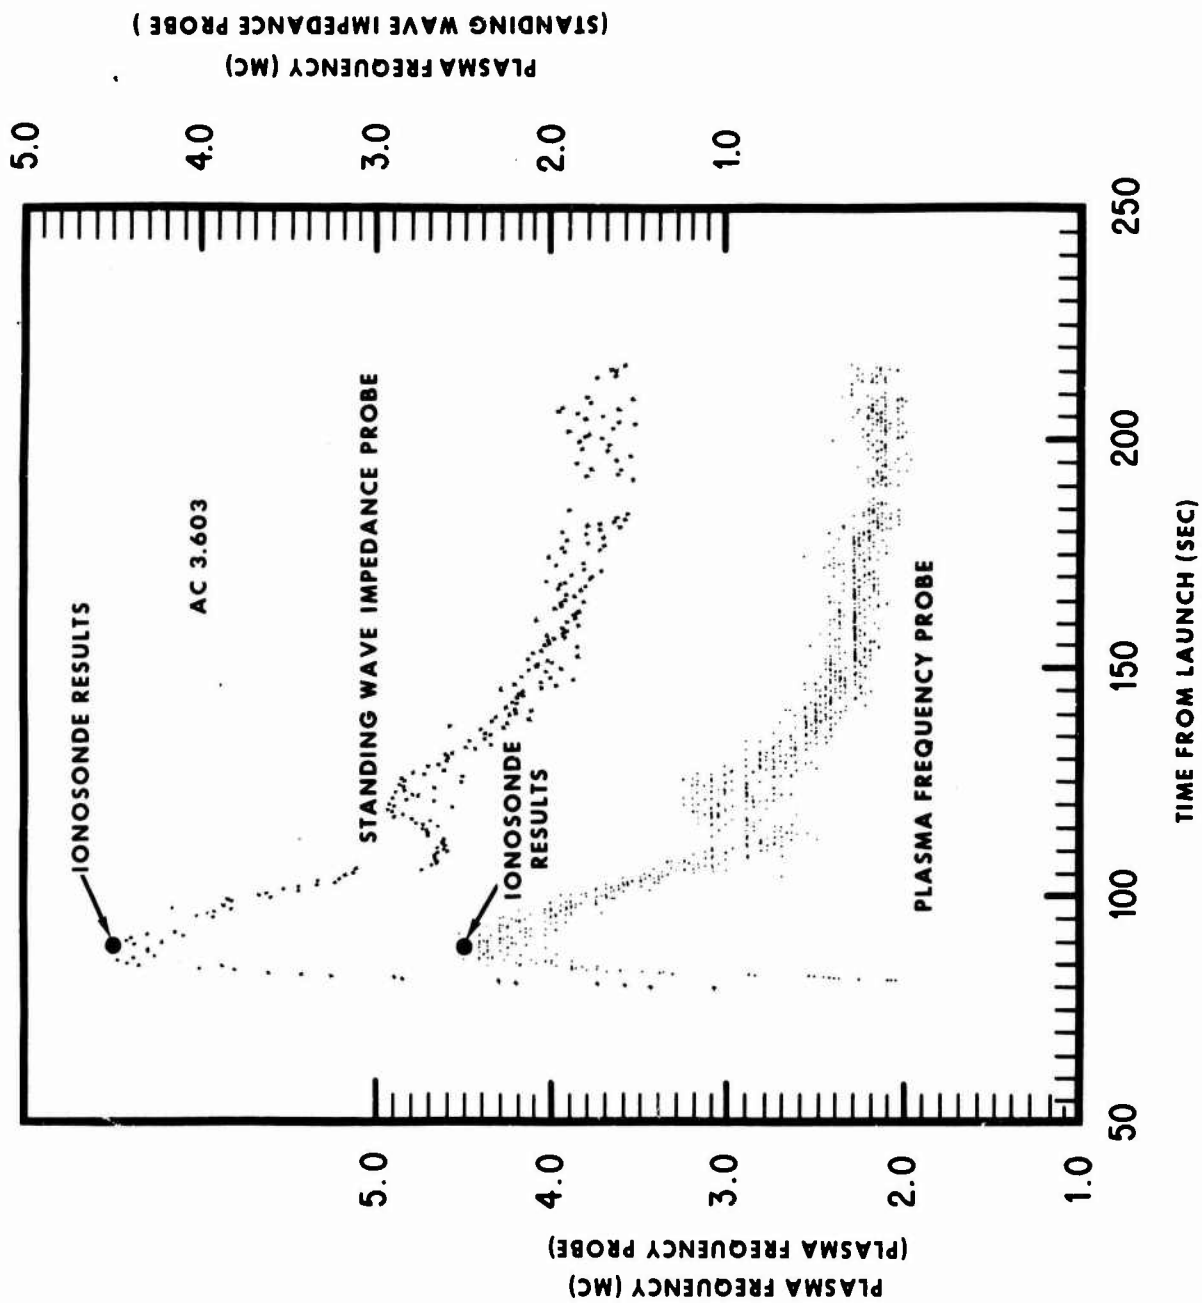 PLASMA FREQUENCY (MC)
(STANDING WAVE IMPEDANCE PROBE )
5.0
4.0
3.0
2.0
1.0
IONOSONDE RESULTS
AC 3.603
STANDING WAVE IMPEDANCE PROBE
IONOSONDE
RESULTS
PLASMA FREQUENCY PROBE
5.0
4.0
3.0
2.0
1.0
PLASMA FREQUENCY (MC)
(PLASMA FREQUENCY PROBE)
50
100
150
200
250
TIME FROM LAUNCH (SEC)